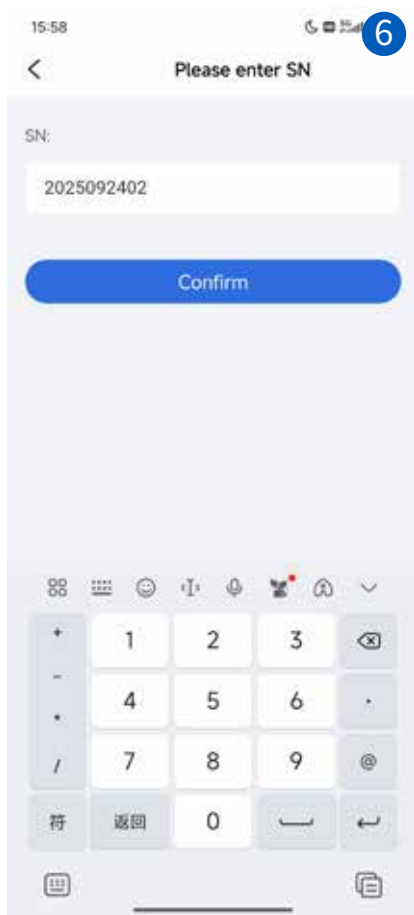 15:58
6
Please enter SN
SN:
2025092402
Confirm
+ 1 2 3
- 4 5 6 .
* 7 8 9 @
/
符 返回 0